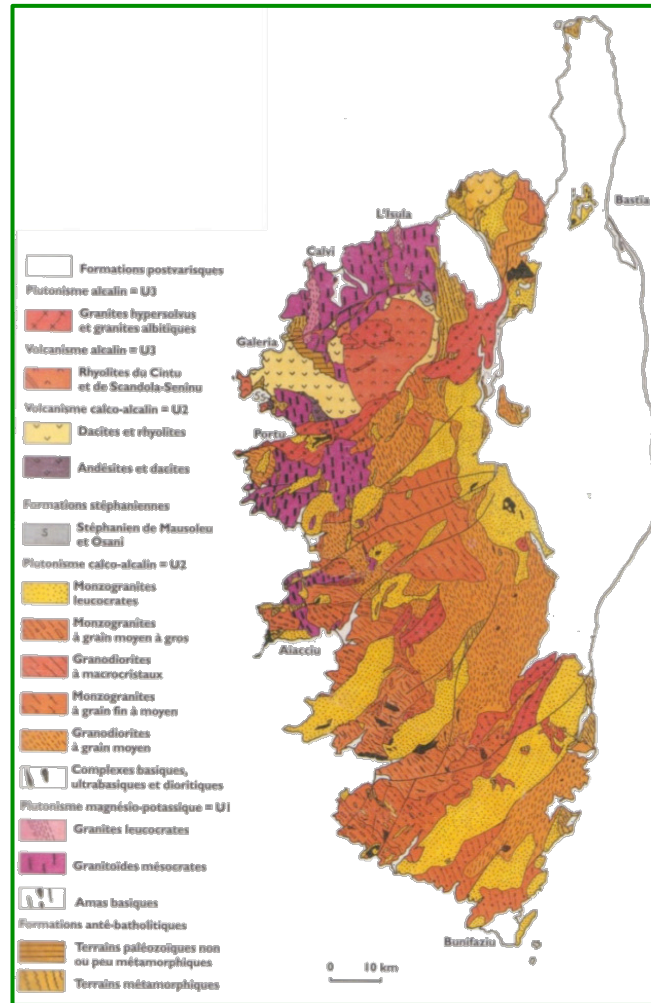 Bastia
L'Isula
Calvi
Galeria
Portu
Aiacciu
Bunifaziu
0 10 km
Formations postvarisques
Plutonisme alcalin = U3
Granites hypersolvus
et granites albitiques
Volcanisme alcalin = U3
Rhyolites du Cintu
et de Scandola-Seninu
Volcanisme calco-alcalin = U2
Dacites et rhyolites
Andésites et dacites
Formations stéphaniennes
S
Stéphanien de Mausoleu
et Osani
Plutonisme calco-alcalin = U2
Monzogranites
leucocrates
Monzogranites
à grain moyen à gros
Granodiorites
à macrocristaux
Monzogranites
à grain fin à moyen
Granodiorites
à grain moyen
Complexes basiques,
ultrabasiques et dioritiques
Plutonisme magnésio-potassique = U1
Granites leucocrates
Granitoïdes mésocrates
Amas basiques
Formations anté-batholitiques
Terrains paléozoïques non
ou peu métamorphiques
Terrains métamorphiques